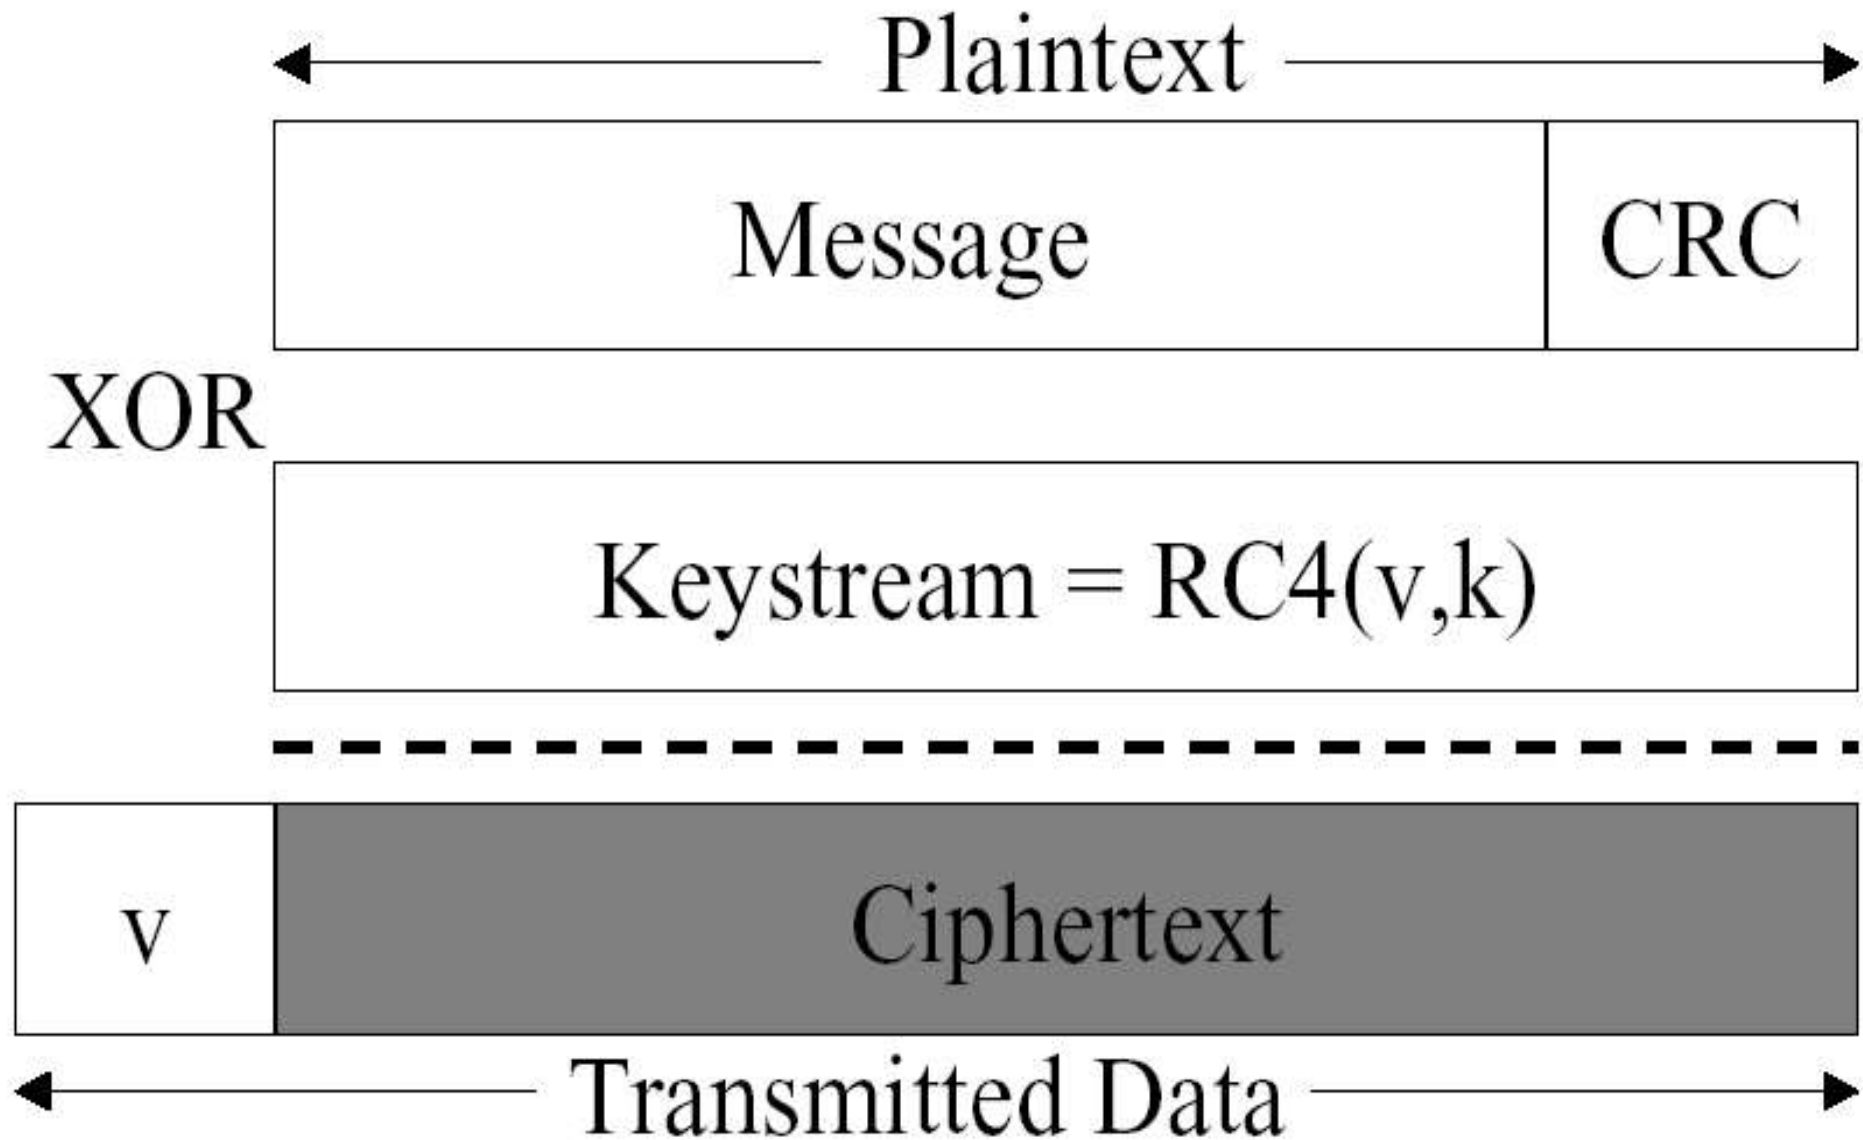 Plaintext
Message CRC
XOR
Keystream = RC4(v,k)
v Ciphertext
Transmitted Data